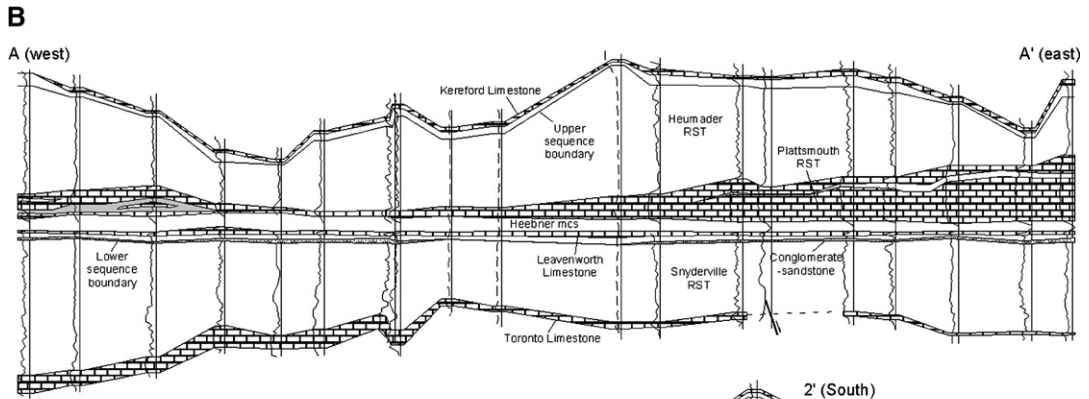 B
A (west)
A' (east)
Kereford Limestone
Upper
sequence
boundary
Heumader
RST
Plattsmouth
RST
Heebner mcs
Lower
sequence
boundary
Leavenworth
Limestone
Snyderville
RST
Conglomerate
-sandstone
Toronto Limestone
2' (South)